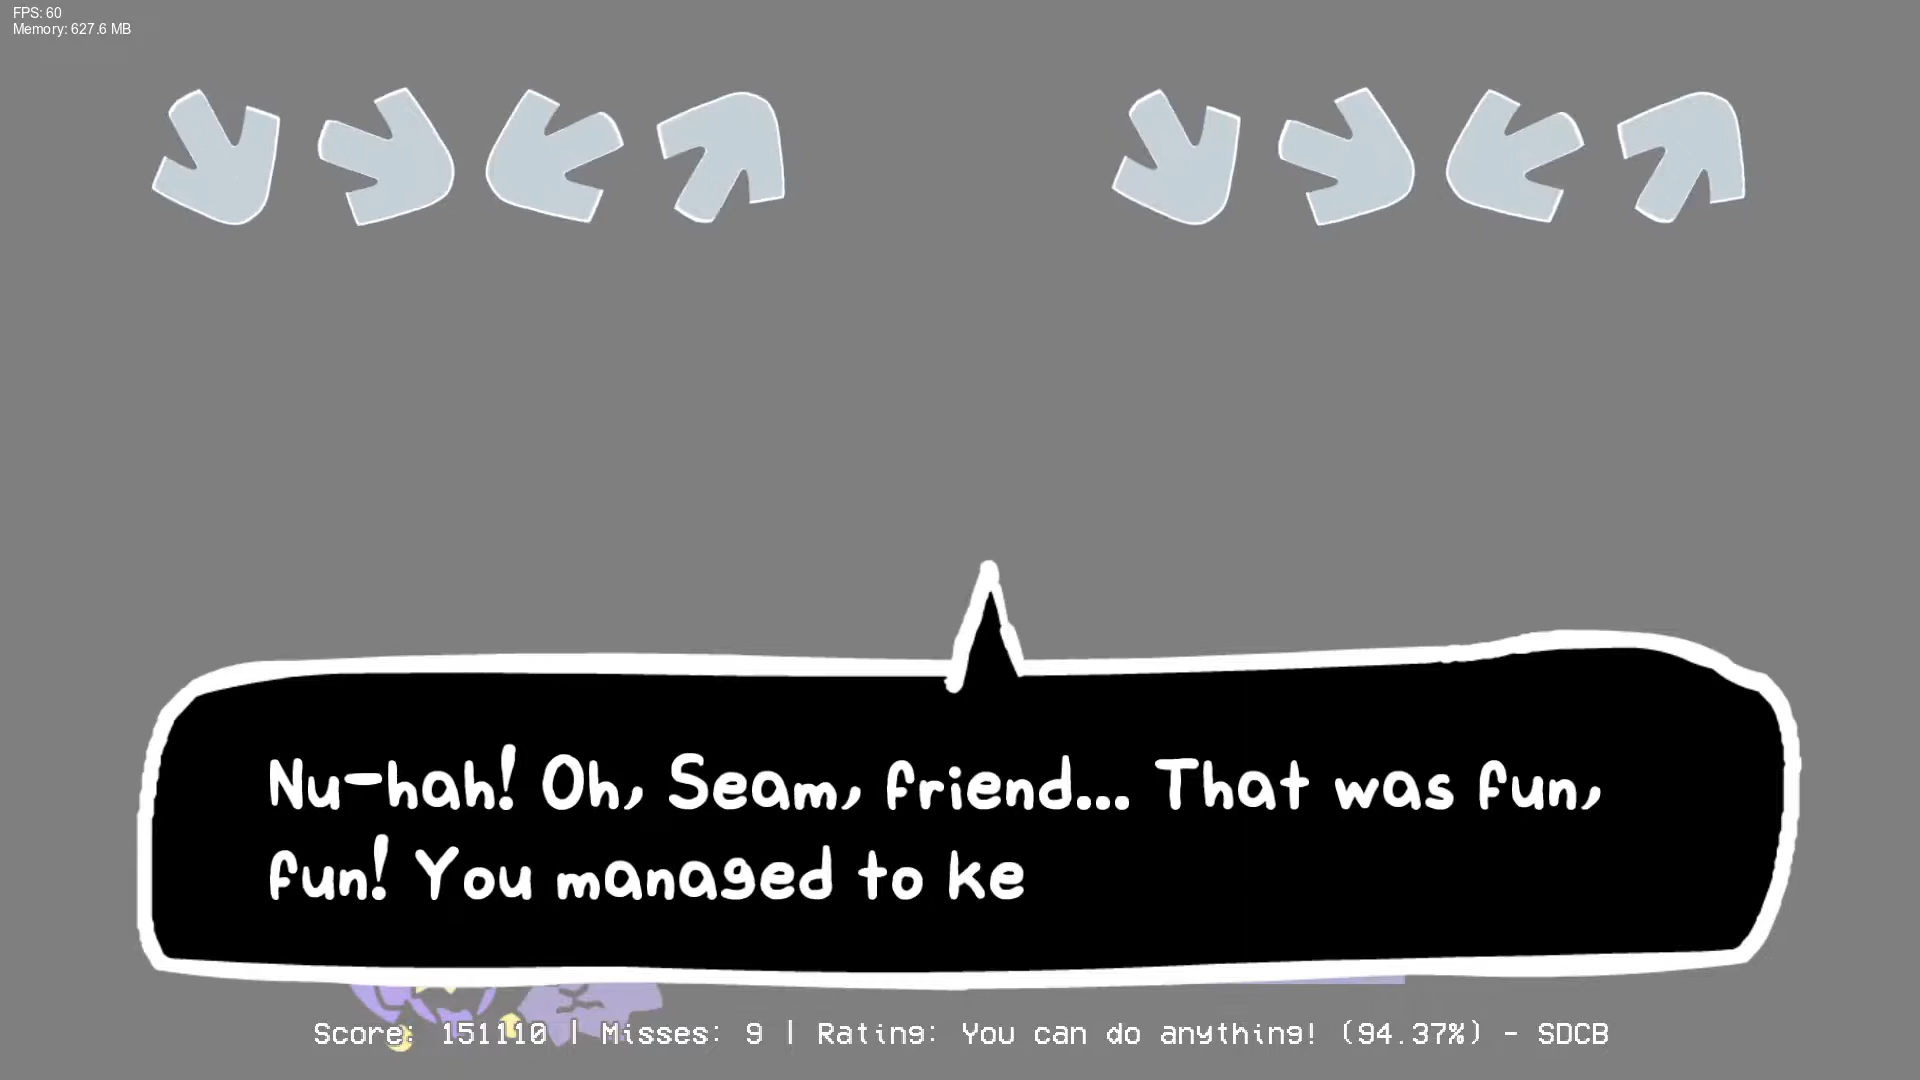 FPS: 60
Memory: 627.6 MB
Nu-hah! Oh, Seam, friend... That was fun,
fun! You managed to ke
Score: 151110 | Misses: 9 | Rating: You can do anything! (94.37%) - SDCB